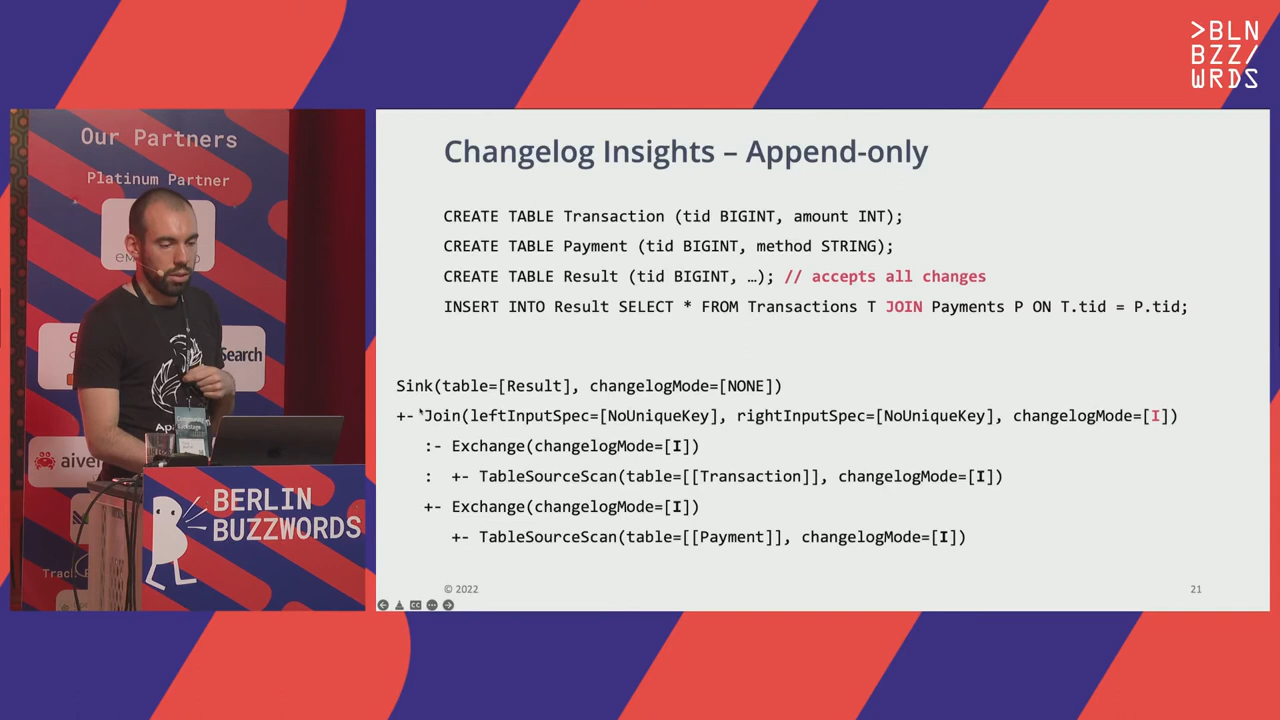 >BLN
BZZ/
WRDS
Our Partners
Platinum Partner
Search
aiven
BERLIN
BUZZWORDS
Changelog Insights – Append-only
CREATE TABLE Transaction (tid BIGINT, amount INT);
CREATE TABLE Payment (tid BIGINT, method STRING);
CREATE TABLE Result (tid BIGINT, …); // accepts all changes
INSERT INTO Result SELECT * FROM Transactions T JOIN Payments P ON T.tid = P.tid;
Sink(table=[Result], changelogMode=[NONE])
+- Join(leftInputSpec=[NoUniqueKey], rightInputSpec=[NoUniqueKey], changelogMode=[I])
:- Exchange(changelogMode=[I])
: +- TableSourceScan(table=[[Transaction]], changelogMode=[I])
+- Exchange(changelogMode=[I])
+- TableSourceScan(table=[[Payment]], changelogMode=[I])
© 2022
21